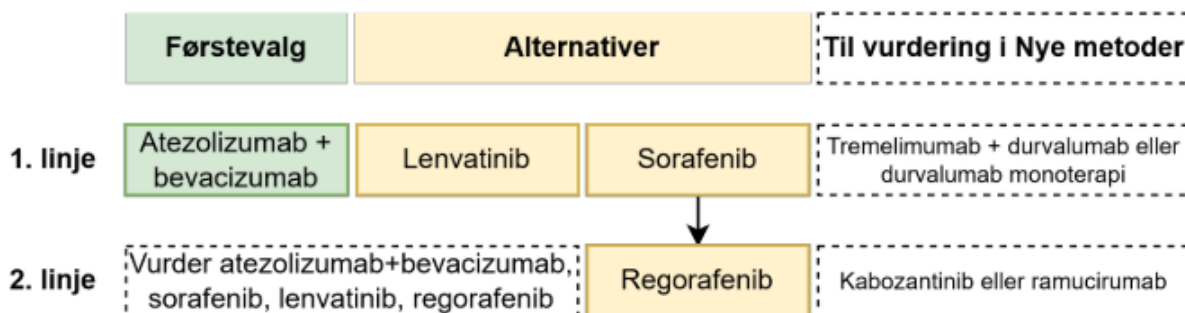 Førstevalg
Alternativer
Til vurdering i Nye metoder
1. linje
Atezolizumab +
bevacizumab
Lenvatinib
Sorafenib
Tremelimumab + durvalumab eller
durvalumab monoterapi
2. linje
Vurder atezolizumab+bevacizumab,
sorafenib, lenvatinib, regorafenib
Regorafenib
Kabozantinib eller ramucirumab